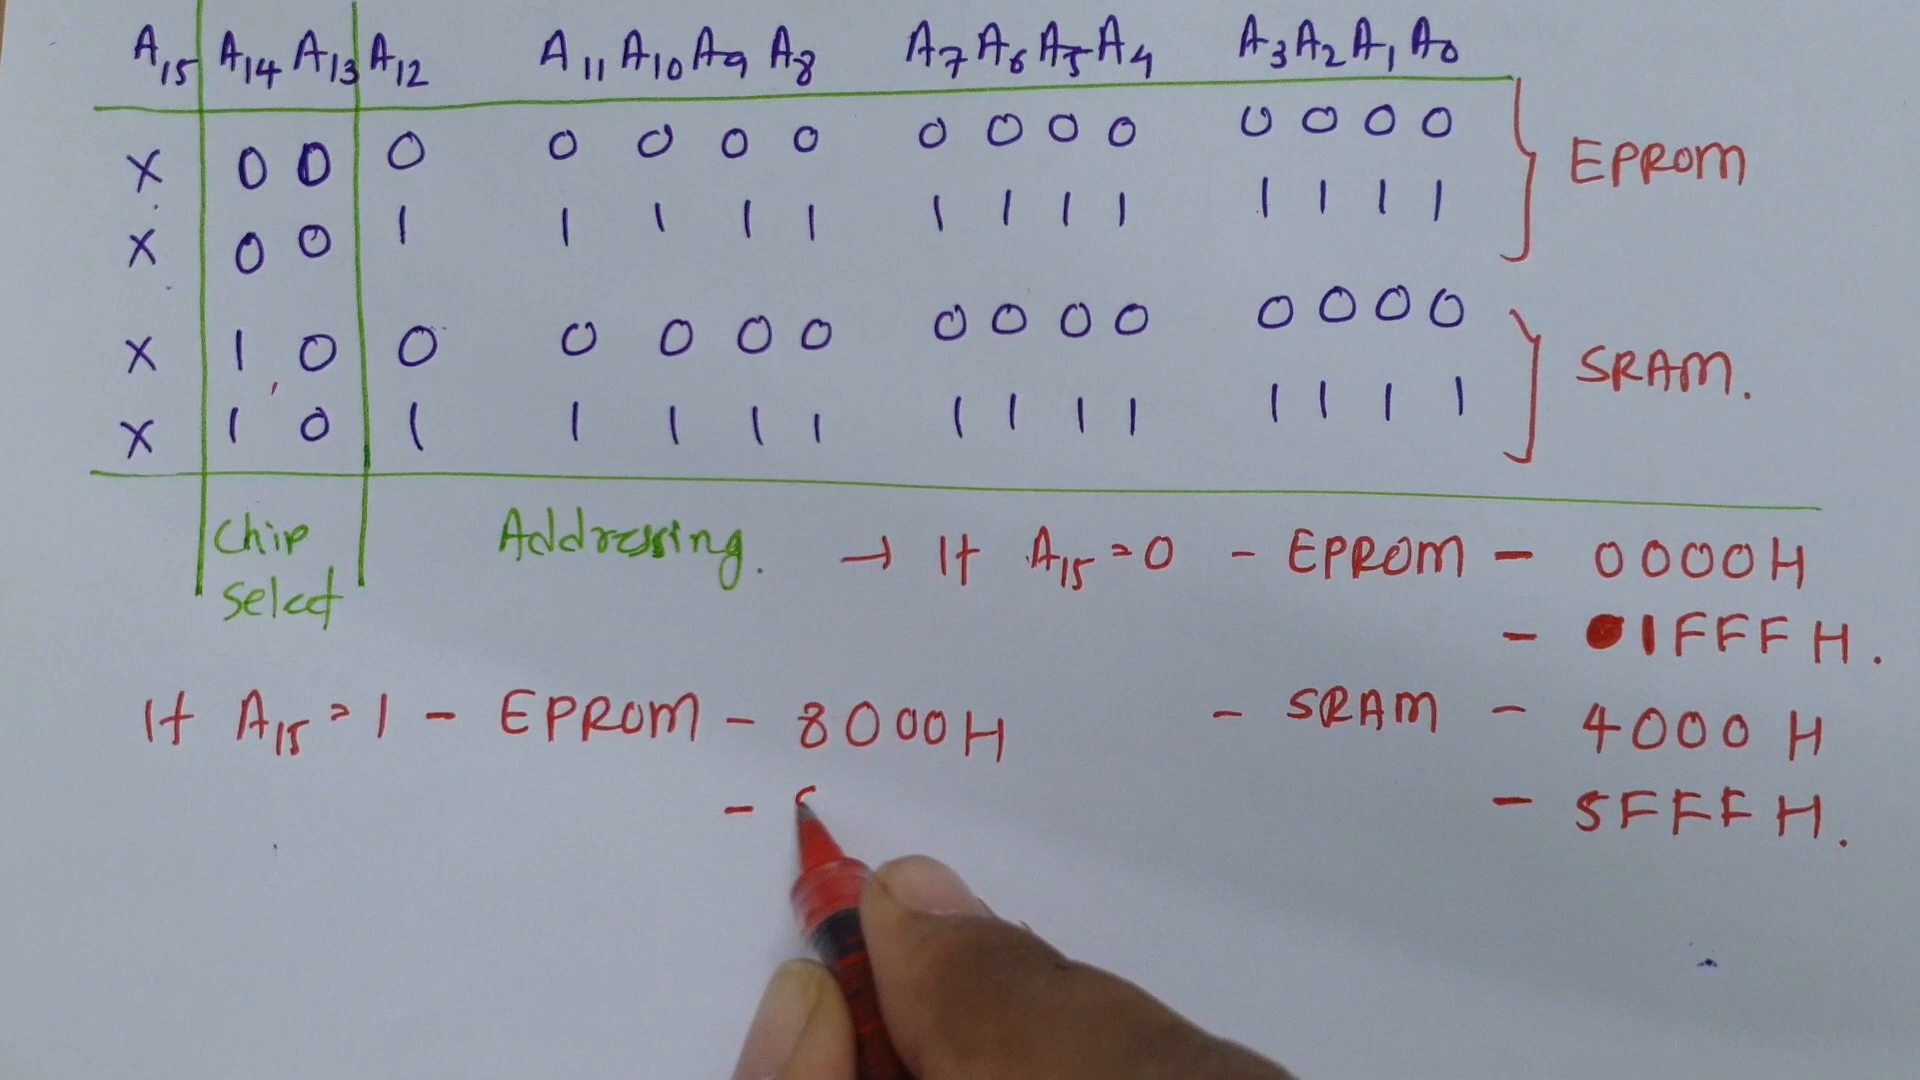 A15 A14 A13 A12 A11 A10 A9 A8 A7 A6 A5 A4 A3 A2 A1 A0
X 0 0 0 0 0 0 0 0 0 0 0 0 0 0 0
EPROM
X 0 0 1 1 1 1 1 1 1 1 1 1 1 1 1
X 1 0 0 0 0 0 0 0 0 0 0 0 0 0 0
SRAM.
X 1 0 1 1 1 1 1 1 1 1 1 1 1 1 1
Chip
Select
Addressing.
→ If A15 = 0 - EPROM - 0000H
- 1FFFH.
- SRAM - 4000H
- 5FFFH.
If A15 = 1 - EPROM - 8000H
-